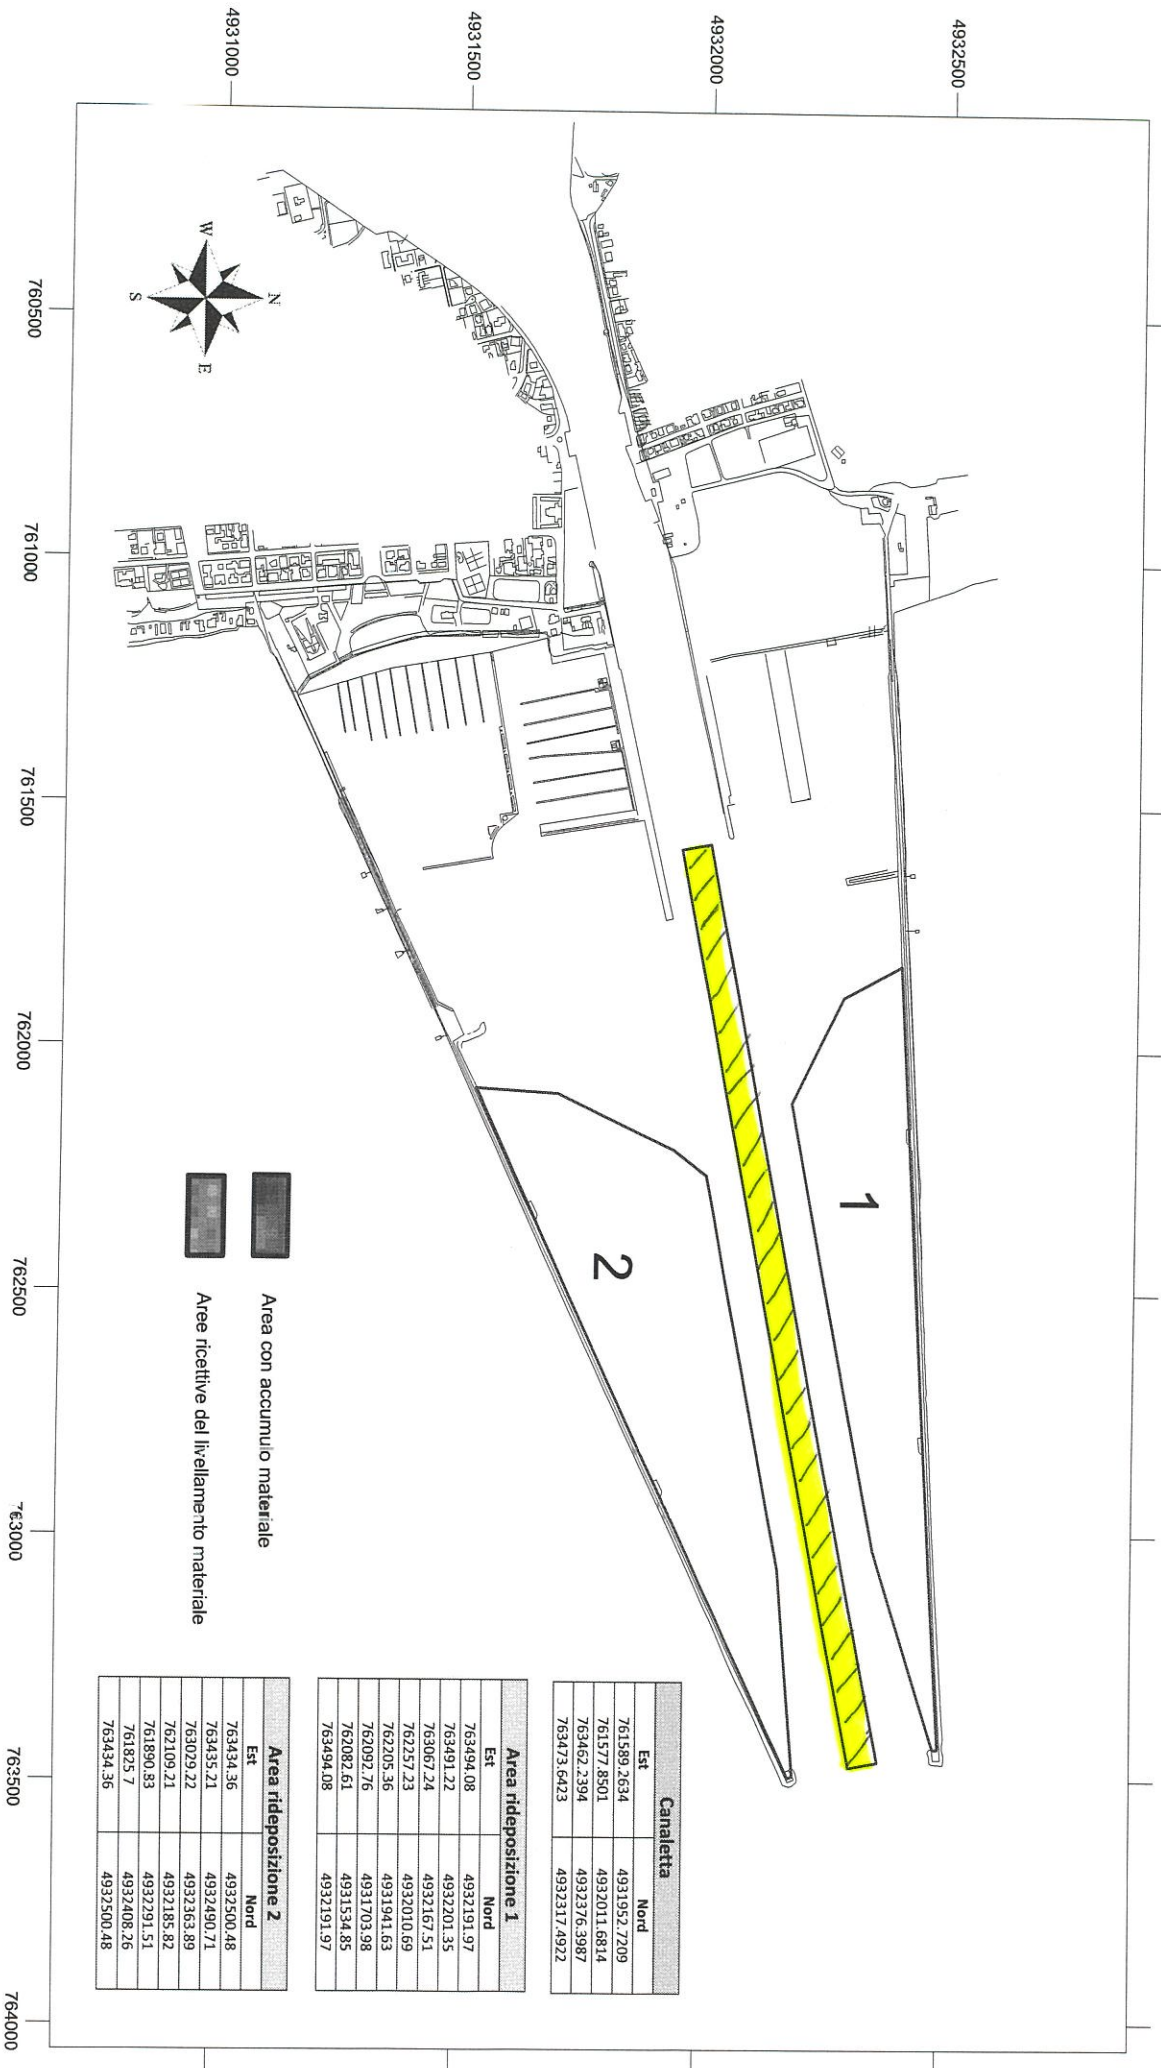 4931000
4931500
4932000
4932500
760500
761000
761500
762000
762500
763000
763500
764000
N
W
E
S
1
2
Area con accumulo materiale
Aree ricettive del livellamento materiale
Canaletta
Est Nord
761589.2634 4931952.7209
761577.8501 4932011.6814
763462.2394 4932376.3987
763473.6423 4932317.4922
Area rideposizione 1
Est Nord
763494.08 4932191.97
763491.22 4932201.35
763067.24 4932167.51
762257.23 4932010.69
762205.36 4931941.63
762092.76 4931703.98
762082.61 4931534.85
763494.08 4932191.97
Area rideposizione 2
Est Nord
763434.36 4932500.48
763435.21 4932490.71
763029.22 4932363.89
762109.21 4932185.82
761890.83 4932291.51
761825.7 4932408.26
763434.36 4932500.48